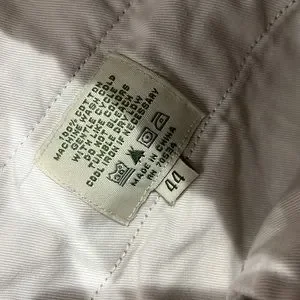 100% COTTON
MACHINE WASH COLD
GENTLE CYCLE
WITH LIKE COLORS
DO NOT BLEACH
TUMBLE DRY LOW
COOL IRON IF NECESSARY
MADE IN CHINA
44